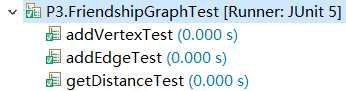 P3.FriendshipGraphTest [Runner: JUnit 5]
addVertexTest (0.000 s)
addEdgeTest (0.000 s)
getDistanceTest (0.000 s)